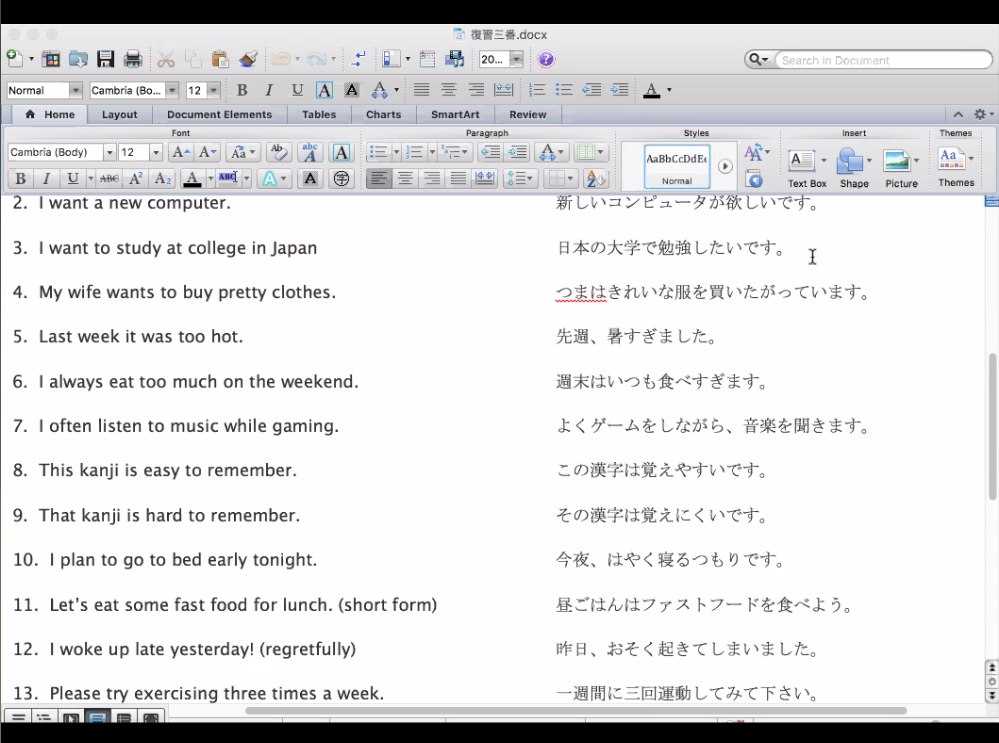 復習三番.docx
20...
Search in Document
Normal Cambria (Bo... 12 B I U A A A A
Home Layout Document Elements Tables Charts SmartArt Review
Font Paragraph Styles Insert Themes
Cambria (Body) 12 A A Aa Ab abc A AaBbCcDdEe A Aa
B I U ABC A² A₂ A ABC A A 字 Normal Text Box Shape Picture Themes
2. I want a new computer. 新しいコンピュータが欲しいです。
3. I want to study at college in Japan 日本の大学で勉強したいです。
4. My wife wants to buy pretty clothes. つまはきれいな服を買いたがっています。
5. Last week it was too hot. 先週、暑すぎました。
6. I always eat too much on the weekend. 週末はいつも食べすぎます。
7. I often listen to music while gaming. よくゲームをしながら、音楽を聞きます。
8. This kanji is easy to remember. この漢字は覚えやすいです。
9. That kanji is hard to remember. その漢字は覚えにくいです。
10. I plan to go to bed early tonight. 今夜、はやく寝るつもりです。
11. Let's eat some fast food for lunch. (short form) 昼ごはんはファストフードを食べよう。
12. I woke up late yesterday! (regretfully) 昨日、おそく起きてしまいました。
13. Please try exercising three times a week. 一週間に三回運動してみて下さい。